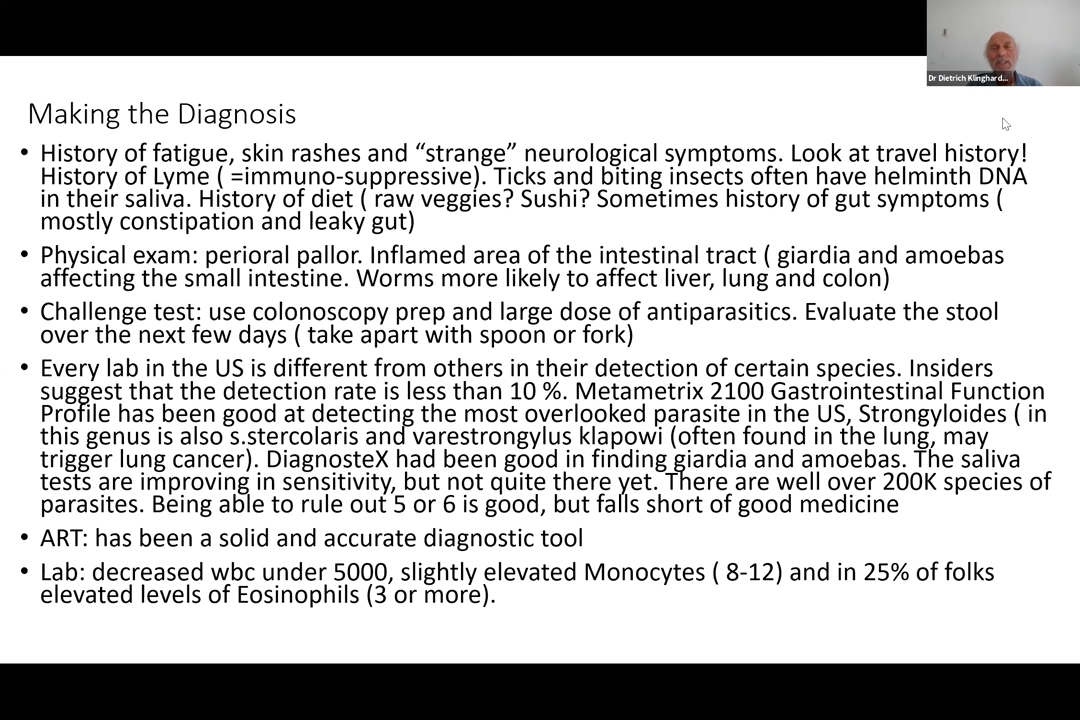 Dr Dietrich Klinghard...
Making the Diagnosis
• History of fatigue, skin rashes and “strange” neurological symptoms. Look at travel history!
History of Lyme ( =immuno-suppressive). Ticks and biting insects often have helminth DNA
in their saliva. History of diet ( raw veggies? Sushi? Sometimes history of gut symptoms (
mostly constipation and leaky gut)
• Physical exam: perioral pallor. Inflamed area of the intestinal tract ( giardia and amoebas
affecting the small intestine. Worms more likely to affect liver, lung and colon)
• Challenge test: use colonoscopy prep and large dose of antiparasitics. Evaluate the stool
over the next few days ( take apart with spoon or fork)
• Every lab in the US is different from others in their detection of certain species. Insiders
suggest that the detection rate is less than 10 %. Metametrix 2100 Gastrointestinal Function
Profile has been good at detecting the most overlooked parasite in the US, Strongyloides ( in
this genus is also s.stercolaris and varestrongylus klapowi (often found in the lung, may
trigger lung cancer). DiagnosteX had been good in finding giardia and amoebas. The saliva
tests are improving in sensitivity, but not quite there yet. There are well over 200K species of
parasites. Being able to rule out 5 or 6 is good, but falls short of good medicine
• ART: has been a solid and accurate diagnostic tool
• Lab: decreased wbc under 5000, slightly elevated Monocytes ( 8-12) and in 25% of folks
elevated levels of Eosinophils (3 or more).